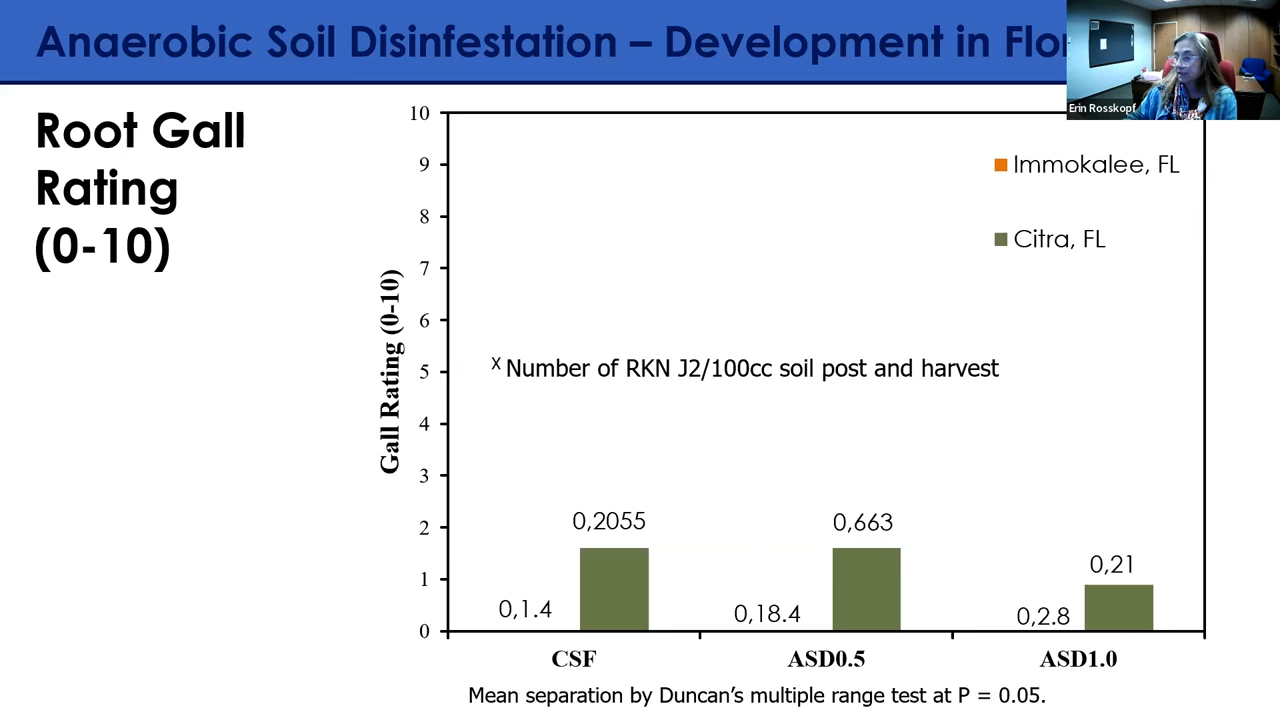 Anaerobic Soil Disinfestation – Development in
Erin Rosskopf
Root Gall
Rating
(0-10)
Gall Rating (0-10)
10
9
8
7
6
5
4
3
2
1
0
Immokalee, FL
Citra, FL
X Number of RKN J2/100cc soil post and harvest
0,1.4
0,2055
0,18.4
0,663
0,2.8
0,21
CSF
ASD0.5
ASD1.0
Mean separation by Duncan’s multiple range test at P = 0.05.